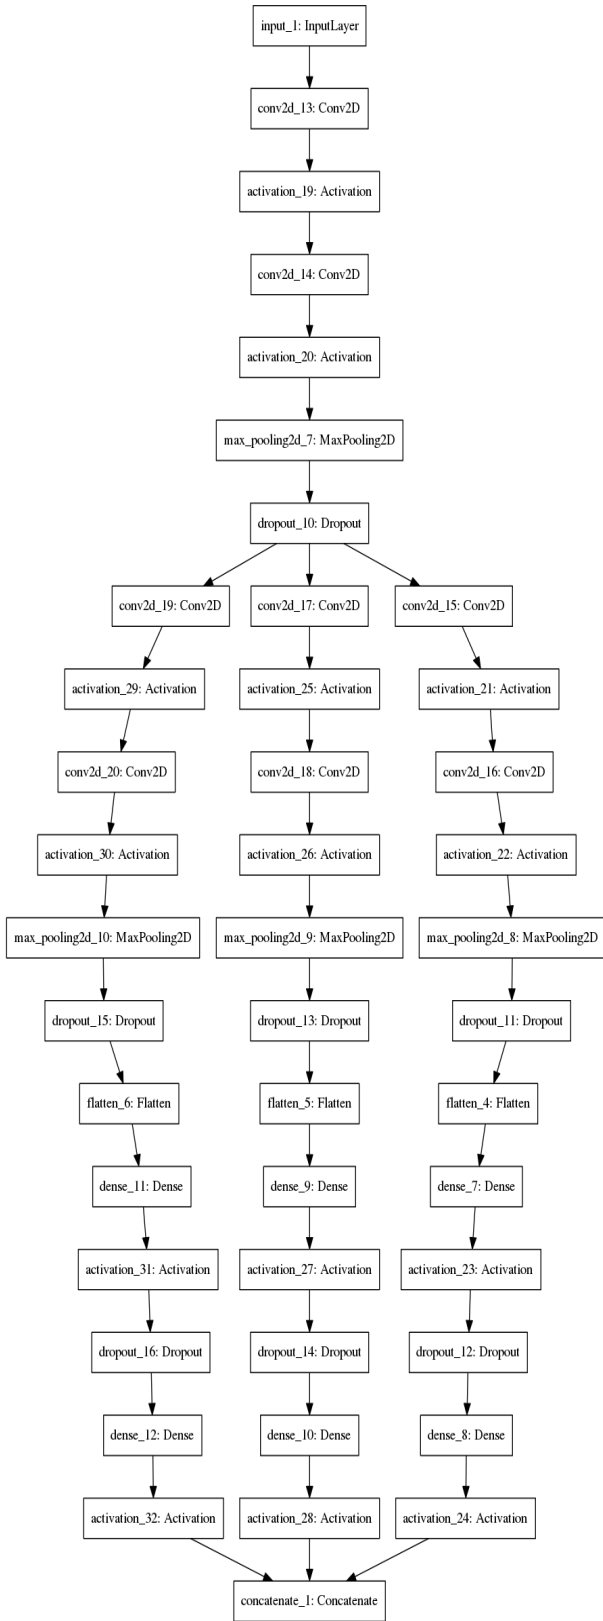 input_1: InputLayer
conv2d_13: Conv2D
activation_19: Activation
conv2d_14: Conv2D
activation_20: Activation
max_pooling2d_7: MaxPooling2D
dropout_10: Dropout
conv2d_19: Conv2D
conv2d_17: Conv2D
conv2d_15: Conv2D
activation_29: Activation
activation_25: Activation
activation_21: Activation
conv2d_20: Conv2D
conv2d_18: Conv2D
conv2d_16: Conv2D
activation_30: Activation
activation_26: Activation
activation_22: Activation
max_pooling2d_10: MaxPooling2D
max_pooling2d_9: MaxPooling2D
max_pooling2d_8: MaxPooling2D
dropout_15: Dropout
dropout_13: Dropout
dropout_11: Dropout
flatten_6: Flatten
flatten_5: Flatten
flatten_4: Flatten
dense_11: Dense
dense_9: Dense
dense_7: Dense
activation_31: Activation
activation_27: Activation
activation_23: Activation
dropout_16: Dropout
dropout_14: Dropout
dropout_12: Dropout
dense_12: Dense
dense_10: Dense
dense_8: Dense
activation_32: Activation
activation_28: Activation
activation_24: Activation
concatenate_1: Concatenate